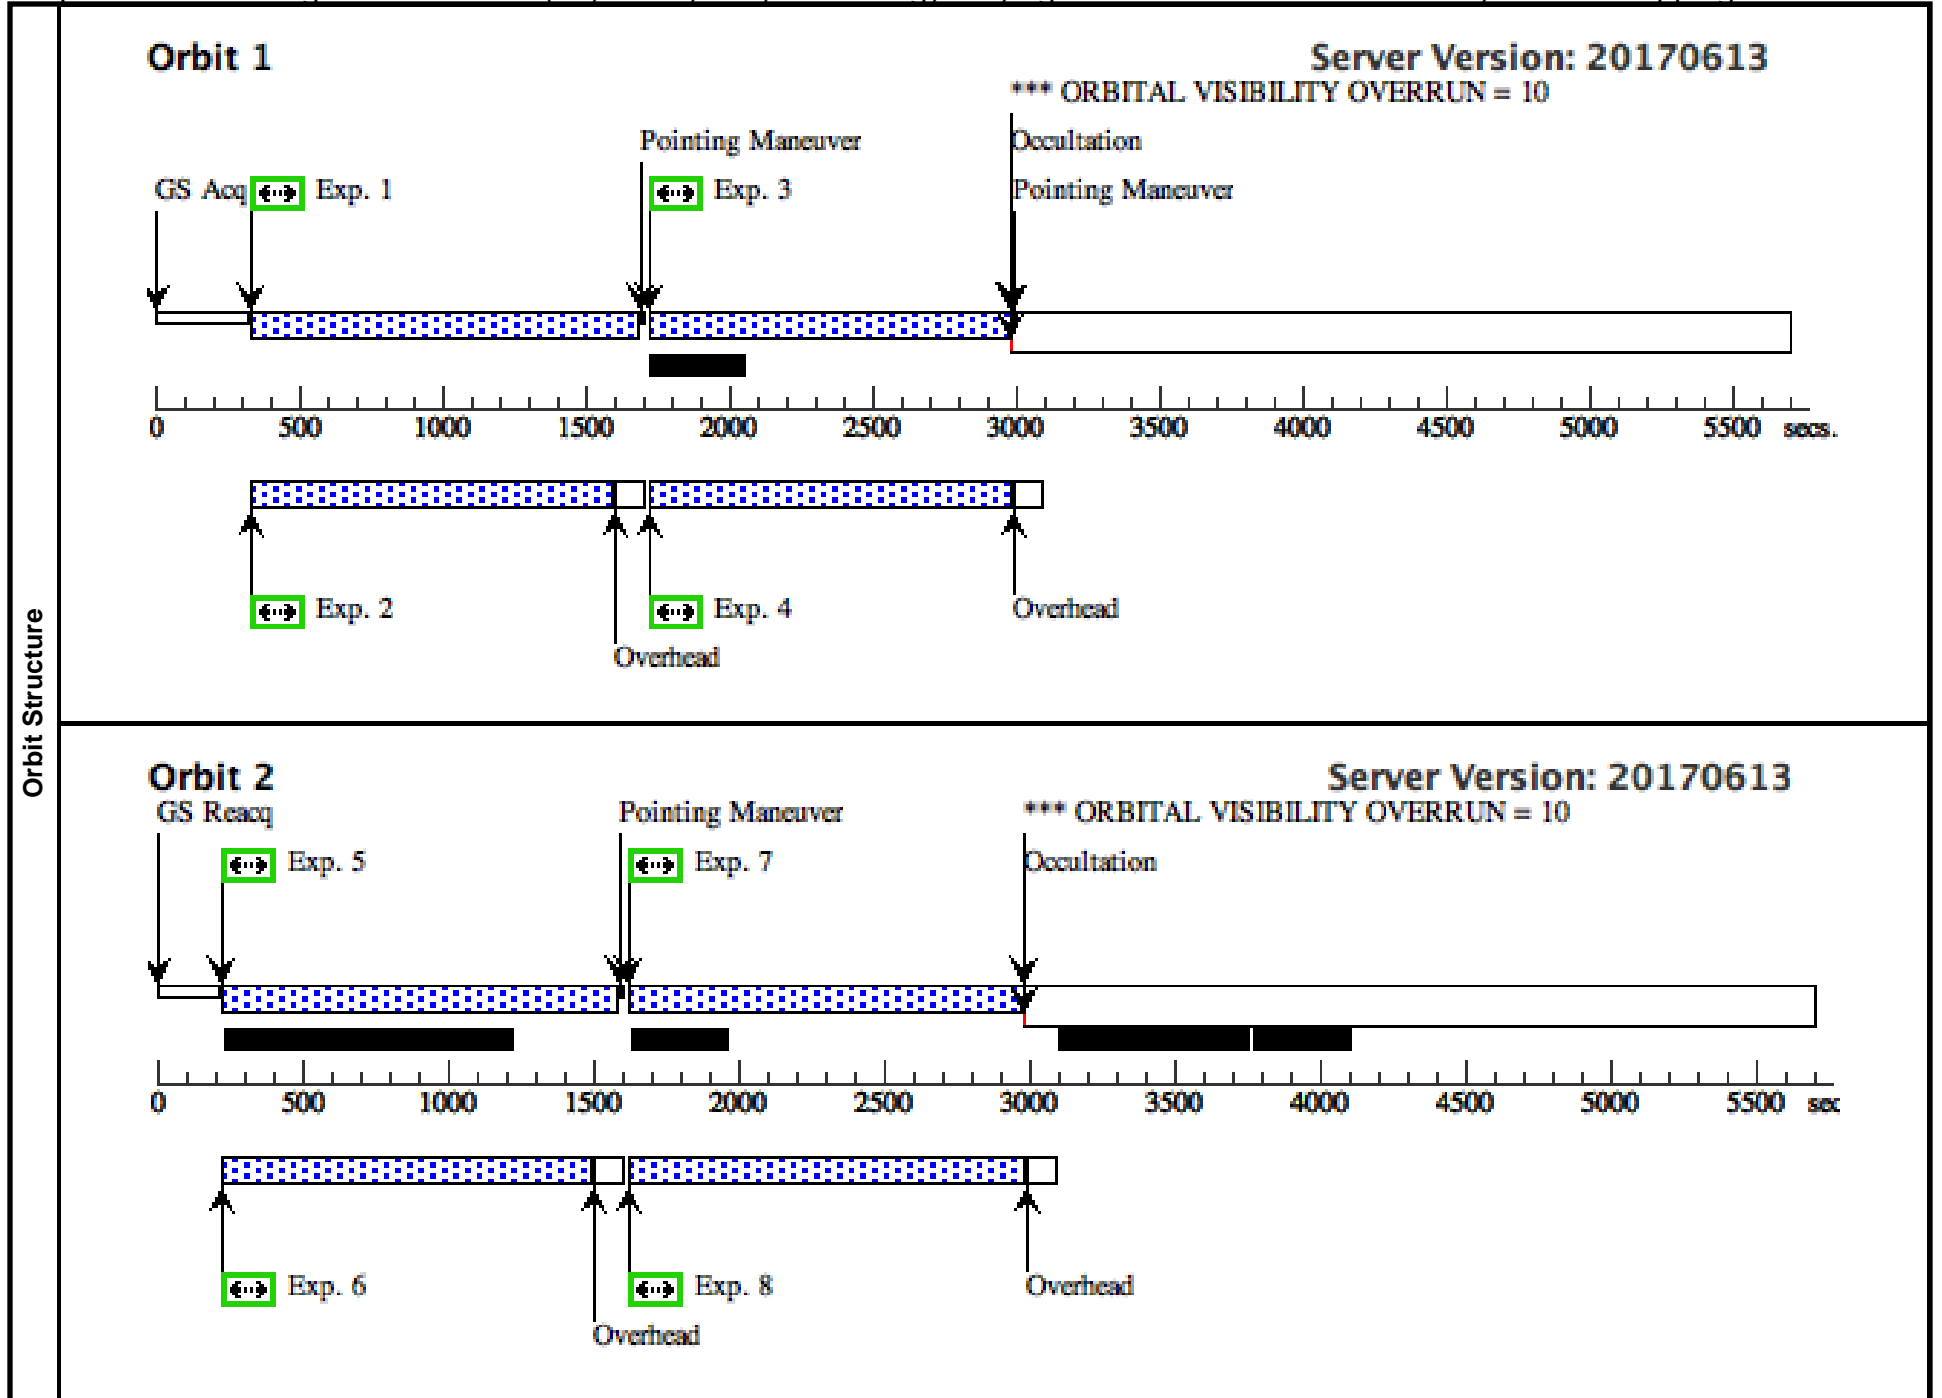 Orbit Structure
Orbit 1
Server Version: 20170613
*** ORBITAL VISIBILITY OVERRUN = 10
Pointing Maneuver
Occultation
GS Acq
Exp. 1
Exp. 3
Pointing Maneuver
0 500 1000 1500 2000 2500 3000 3500 4000 4500 5000 5500 secs.
Exp. 2
Exp. 4
Overhead
Overhead
Orbit 2
Server Version: 20170613
GS Reacq
Pointing Maneuver
*** ORBITAL VISIBILITY OVERRUN = 10
Exp. 5
Exp. 7
Occultation
0 500 1000 1500 2000 2500 3000 3500 4000 4500 5000 5500 sec
Exp. 6
Exp. 8
Overhead
Overhead